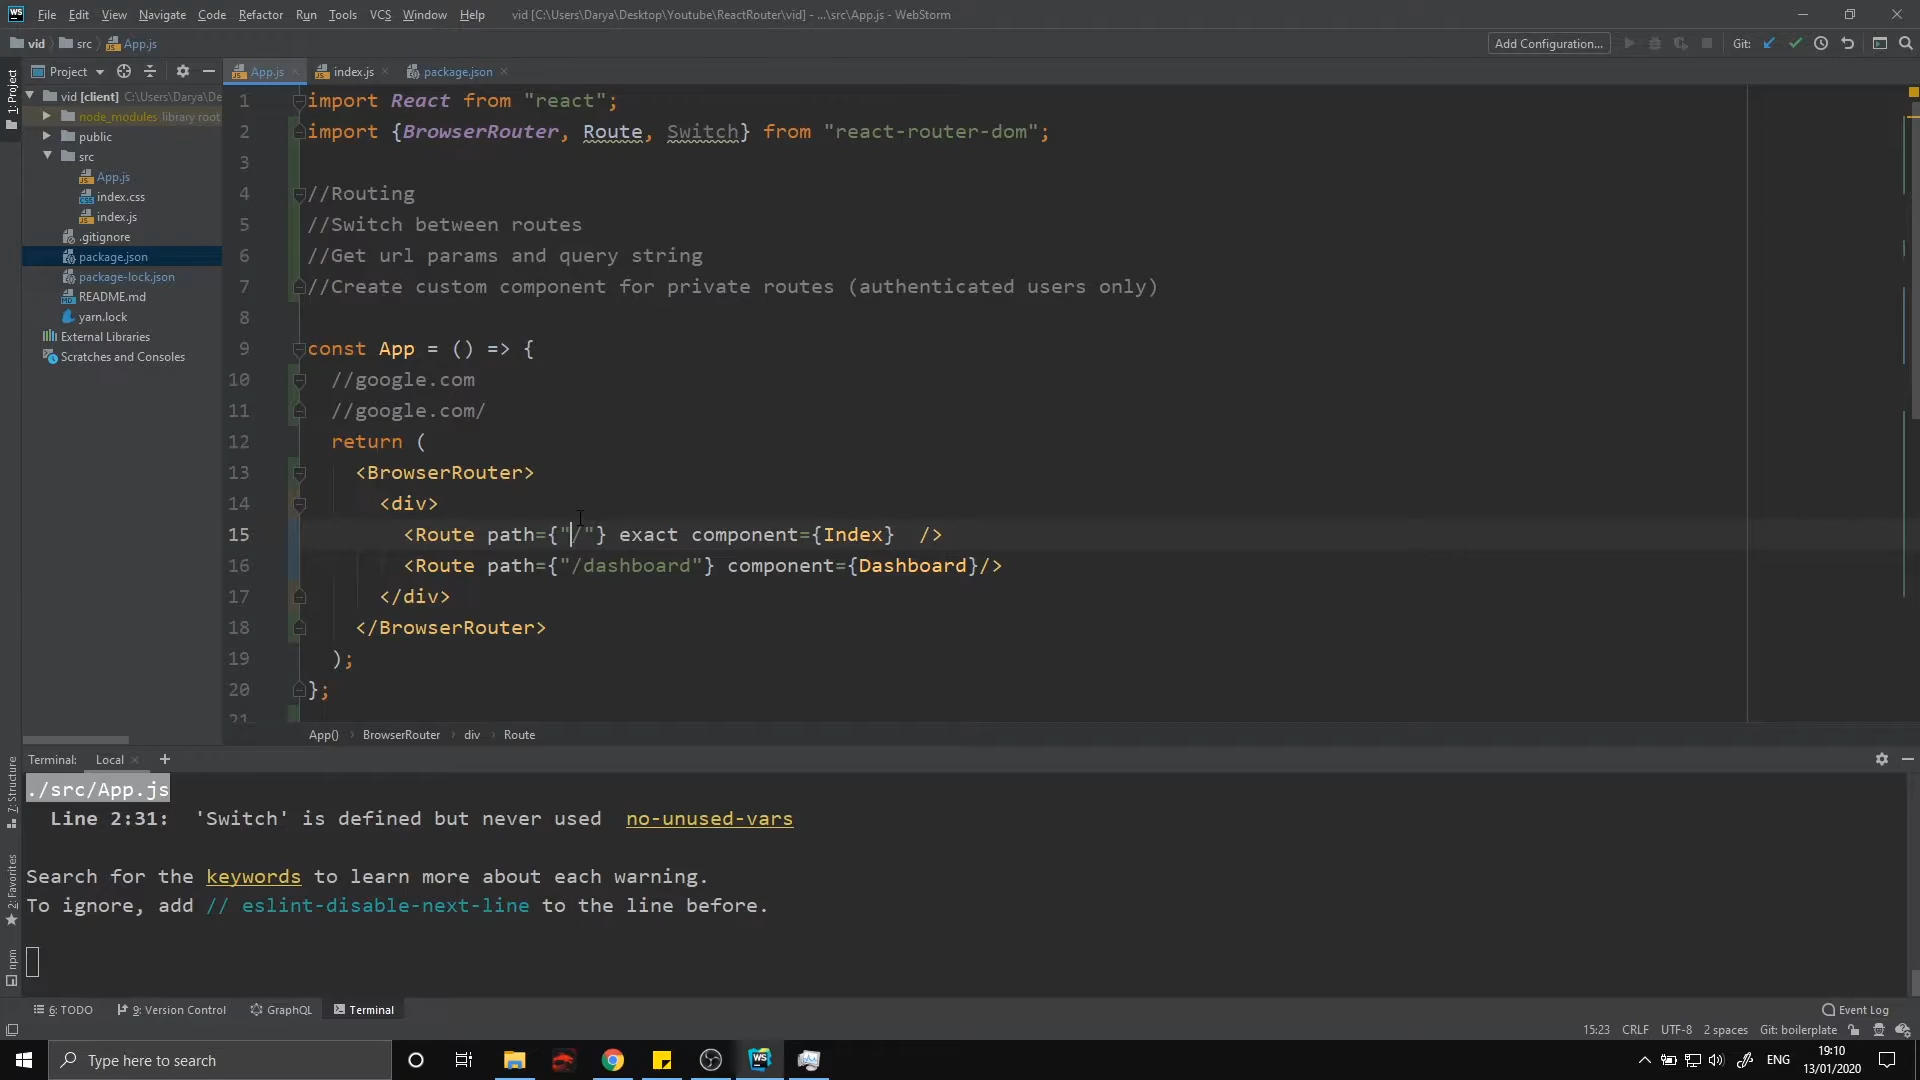 WS File Edit View Navigate Code Refactor Run Tools VCS Window Help vid [C:\Users\Darya\Desktop\Youtube\ReactRouter\vid] - ...\src\App.js - WebStorm
vid src App.js Add Configuration... Git:
1: Project
Project App.js index.js package.json
vid [client] C:\Users\Darya\De
node_modules library root
public
src
App.js
index.css
index.js
.gitignore
package.json
package-lock.json
README.md
yarn.lock
External Libraries
Scratches and Consoles
1 import React from "react";
2 import {BrowserRouter, Route, Switch} from "react-router-dom";
3
4 //Routing
5 //Switch between routes
6 //Get url params and query string
7 //Create custom component for private routes (authenticated users only)
8
9 const App = () => {
10 //google.com
11 //google.com/
12 return (
13 <BrowserRouter>
14 <div>
15 <Route path={"/"} exact component={Index}  />
16 <Route path={"/dashboard"} component={Dashboard}/>
17 </div>
18 </BrowserRouter>
19 );
20 };
21
App() BrowserRouter div Route
Terminal: Local +
./src/App.js
Line 2:31: 'Switch' is defined but never used no-unused-vars
Search for the keywords to learn more about each warning.
To ignore, add // eslint-disable-next-line to the line before.
7: Structure
2: Favorites
npm
6: TODO 9: Version Control GraphQL Terminal Event Log
15:23 CRLF UTF-8 2 spaces Git: boilerplate
Type here to search WS ENG 19:10
13/01/2020